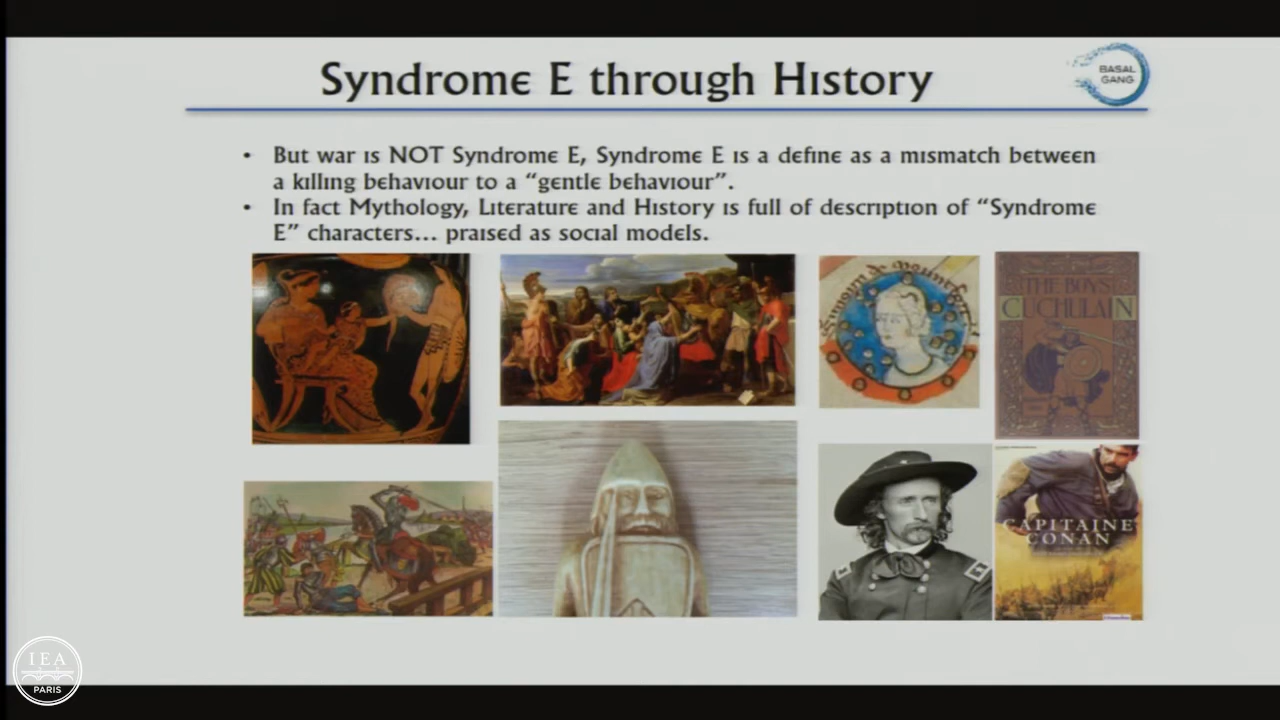 Syndrome E through History
BASAL
GANG
• But war is NOT Syndrome E, Syndrome E is a define as a mismatch between
a killing behaviour to a “gentle behaviour”.
• In fact Mythology, Literature and History is full of description of “Syndrome
E” characters... praised as social models.
THE BOYS'
CUCHULAIN
CAPITAINE
CONAN
IEA
PARIS